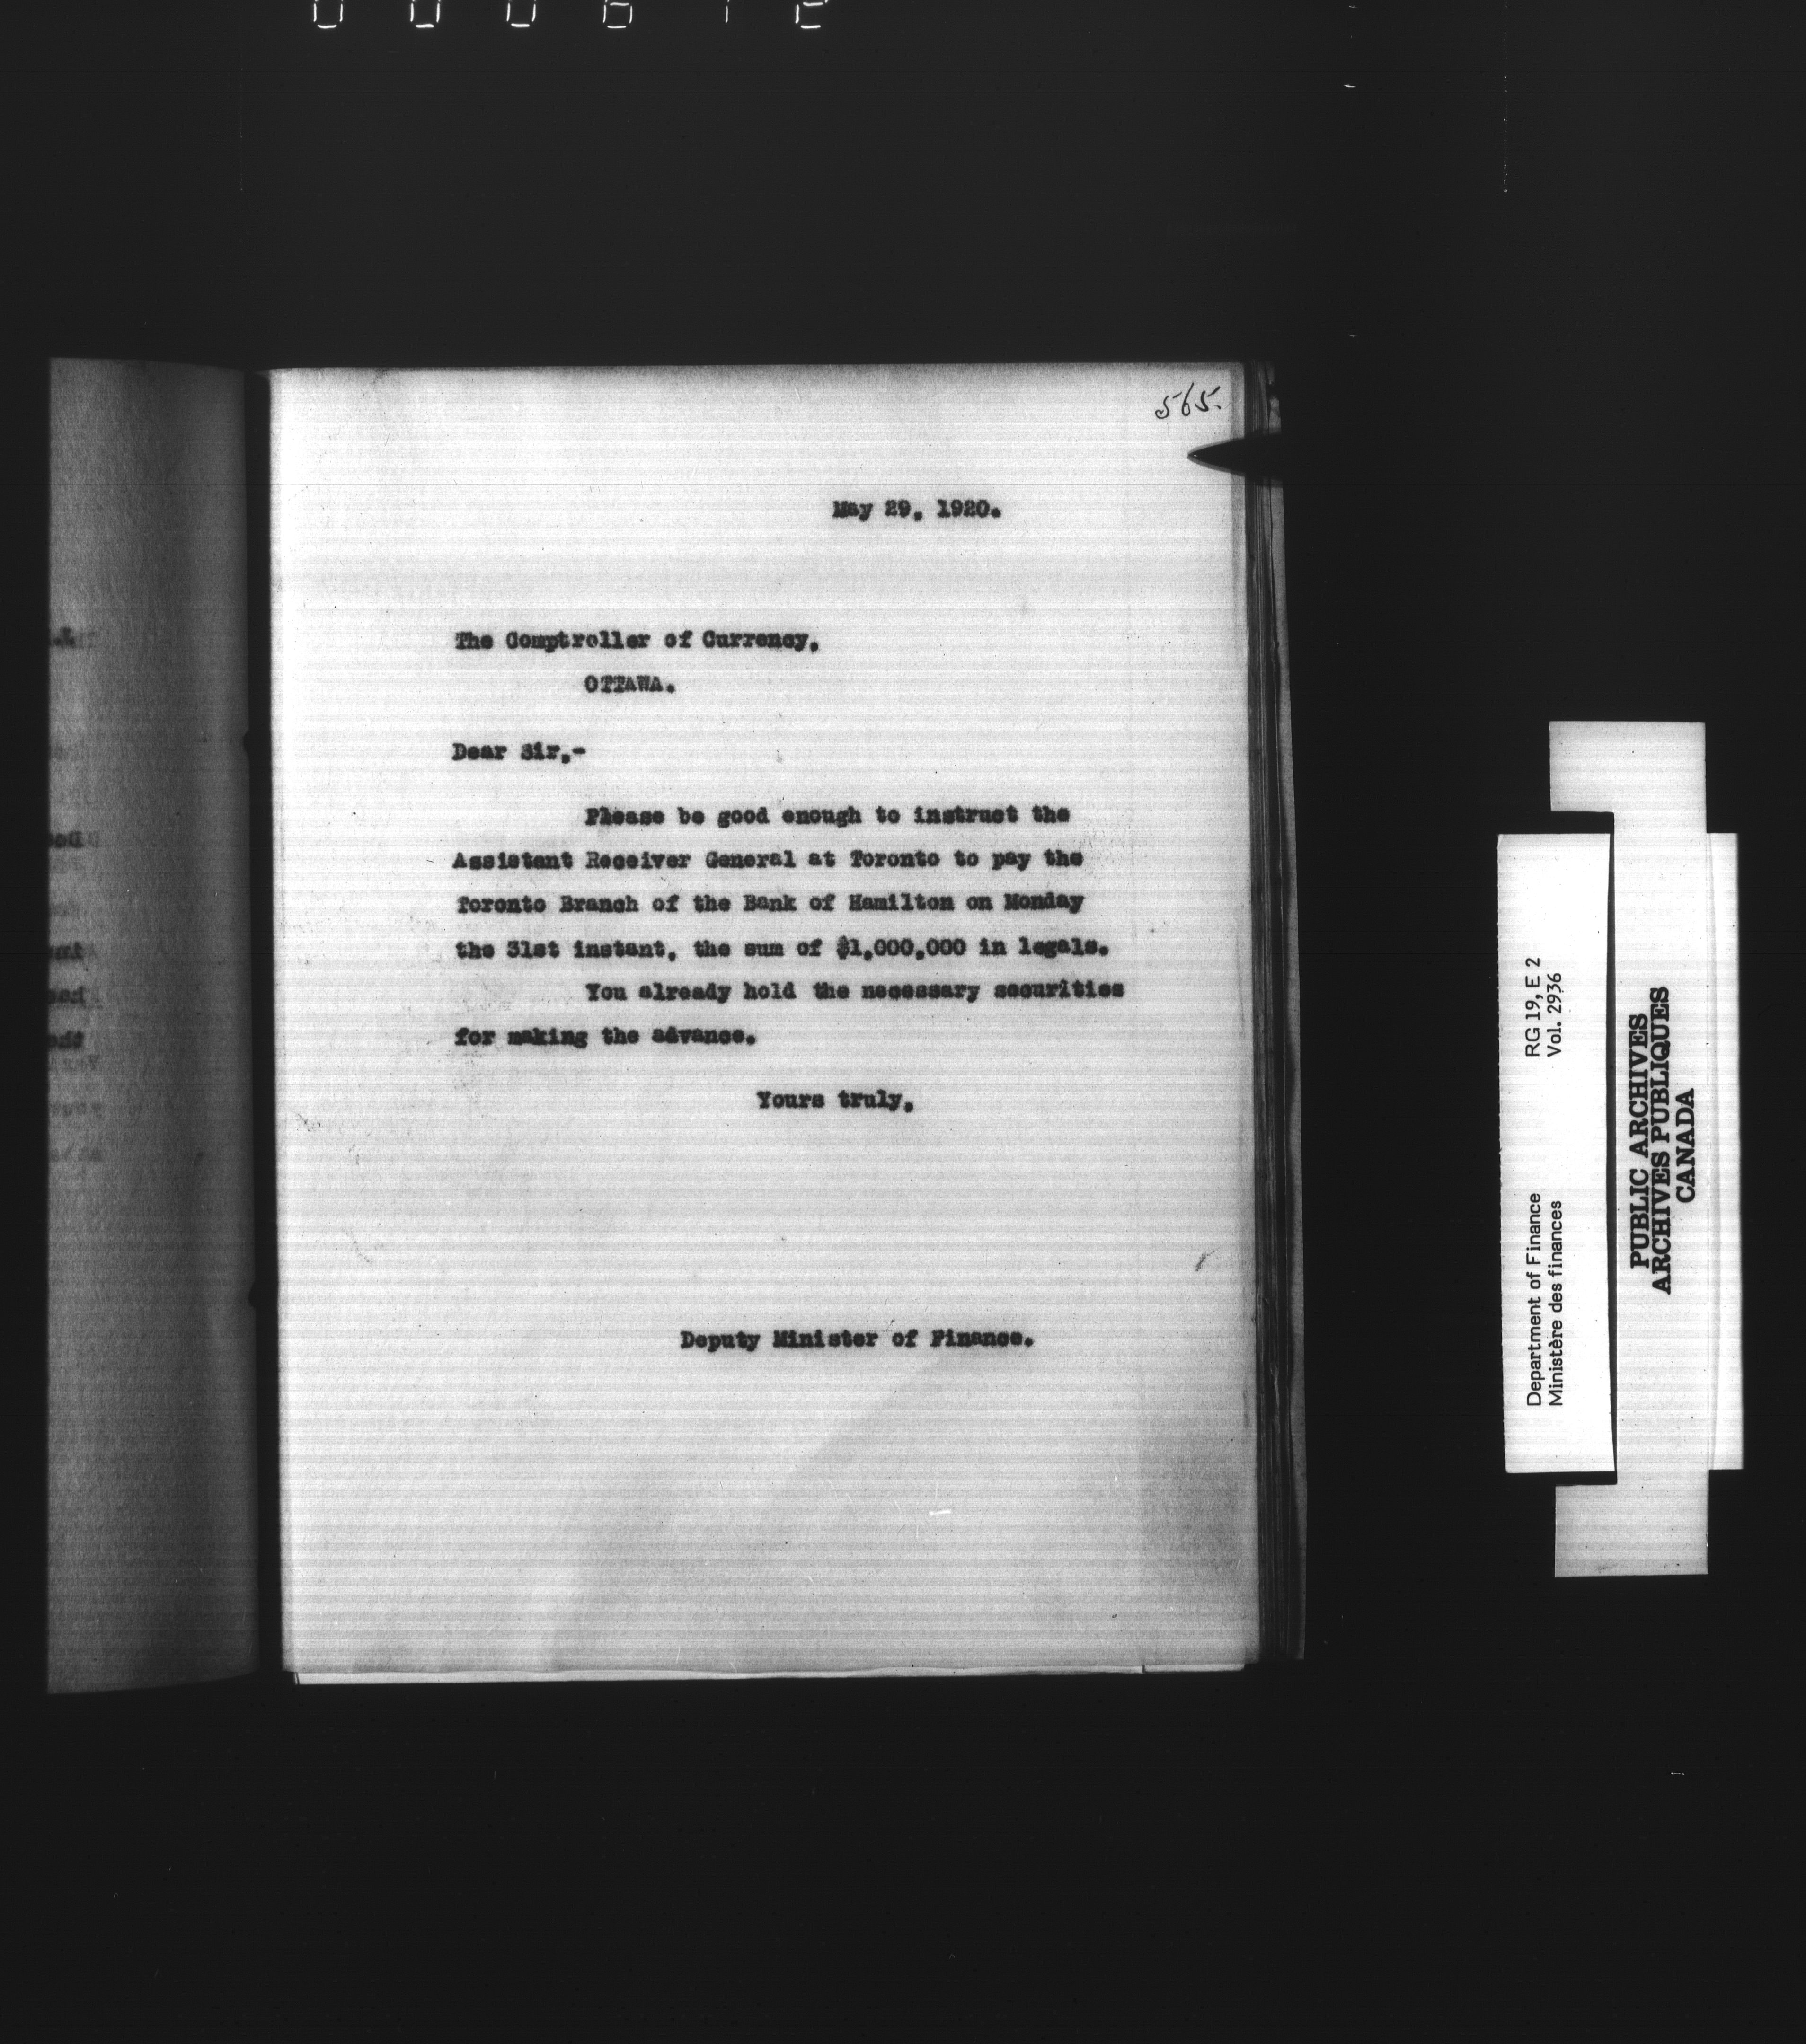 565.
May 29, 1920.
The Comptroller of Currency,
OTTAWA.
Dear Sir,-
Please be good enough to instruct the
Assistant Receiver General at Toronto to pay the
Toronto Branch of the Bank of Hamilton on Monday
the 31st instant, the sum of $1,000,000 in legals.
You already hold the necessary securities
for making the advance.
Yours truly,
Deputy Minister of Finance.
Department of Finance RG 19, E 2
Ministère des finances Vol. 2936
PUBLIC ARCHIVES
ARCHIVES PUBLIQUES
CANADA